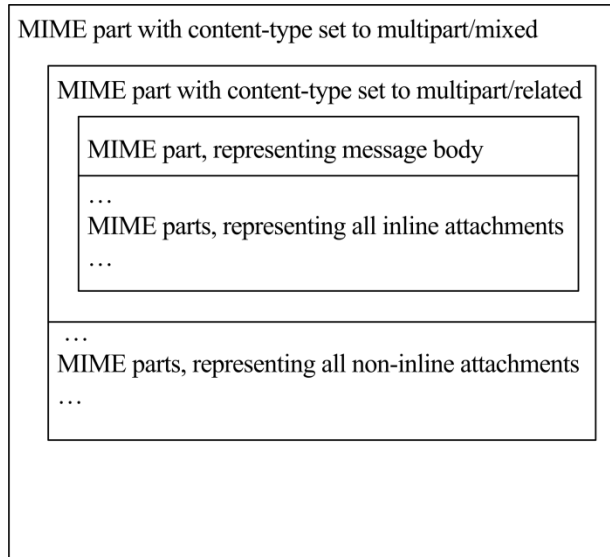 MIME part with content-type set to multipart/mixed
MIME part with content-type set to multipart/related
MIME part, representing message body
…
MIME parts, representing all inline attachments
…
…
MIME parts, representing all non-inline attachments
…